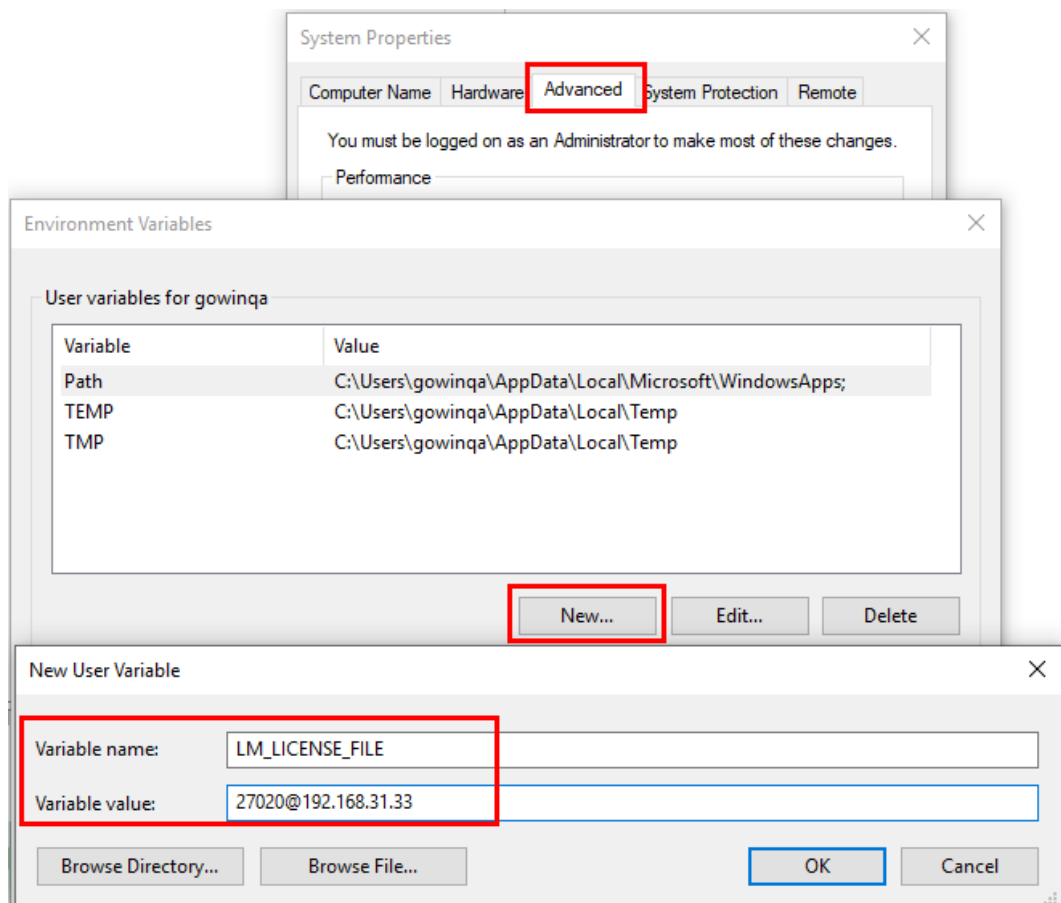 System Properties
Computer Name Hardware Advanced System Protection Remote
You must be logged on as an Administrator to make most of these changes.
Performance
Environment Variables
User variables for gowinqa
Variable Value
Path C:\Users\gowinqa\AppData\Local\Microsoft\WindowsApps;
TEMP C:\Users\gowinqa\AppData\Local\Temp
TMP C:\Users\gowinqa\AppData\Local\Temp
New... Edit... Delete
New User Variable
Variable name: LM_LICENSE_FILE
Variable value: 27020@192.168.31.33
Browse Directory... Browse File... OK Cancel